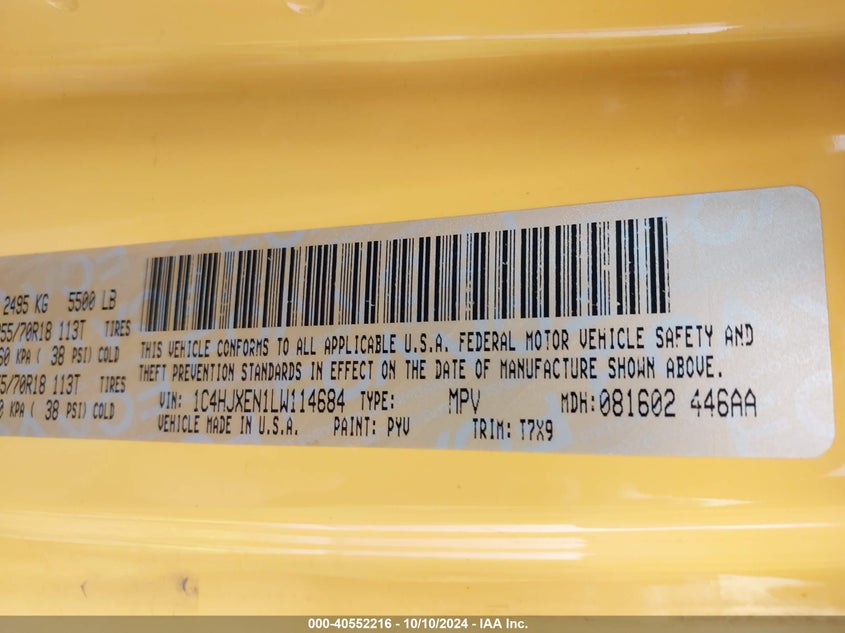 2495 KG 5500 LB
55/70R18 113T TIRES
60 KPA ( 38 PSI) COLD
5/70R18 113T TIRES
0 KPA ( 38 PSI) COLD
THIS VEHICLE CONFORMS TO ALL APPLICABLE U.S.A. FEDERAL MOTOR VEHICLE SAFETY AND
THEFT PREVENTION STANDARDS IN EFFECT ON THE DATE OF MANUFACTURE SHOWN ABOVE.
VIN: 1C4HJXEN1LW114684 TYPE: MPV MDH: 081602 446AA
VEHICLE MADE IN U.S.A. PAINT: PYV TRIM: T7X9
000-40552216 - 10/10/2024 - IAA Inc.